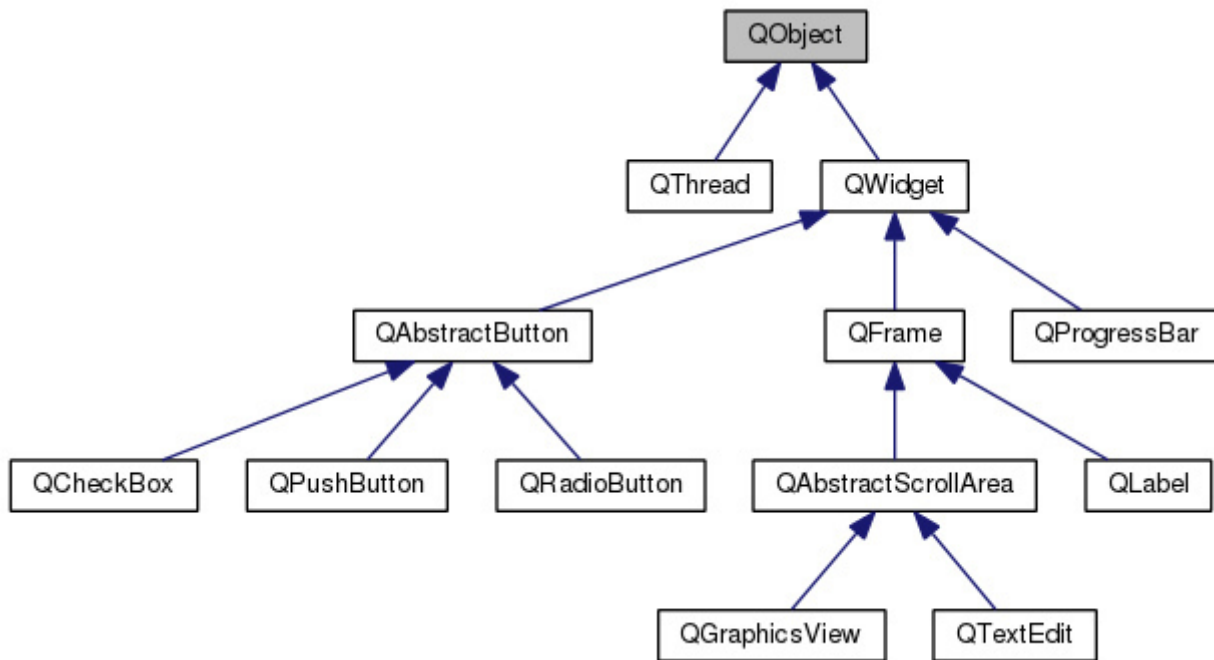 QObject
QThread
QWidget
QAbstractButton
QFrame
QProgressBar
QCheckBox
QPushButton
QRadioButton
QAbstractScrollArea
QLabel
QGraphicsView
QTextEdit